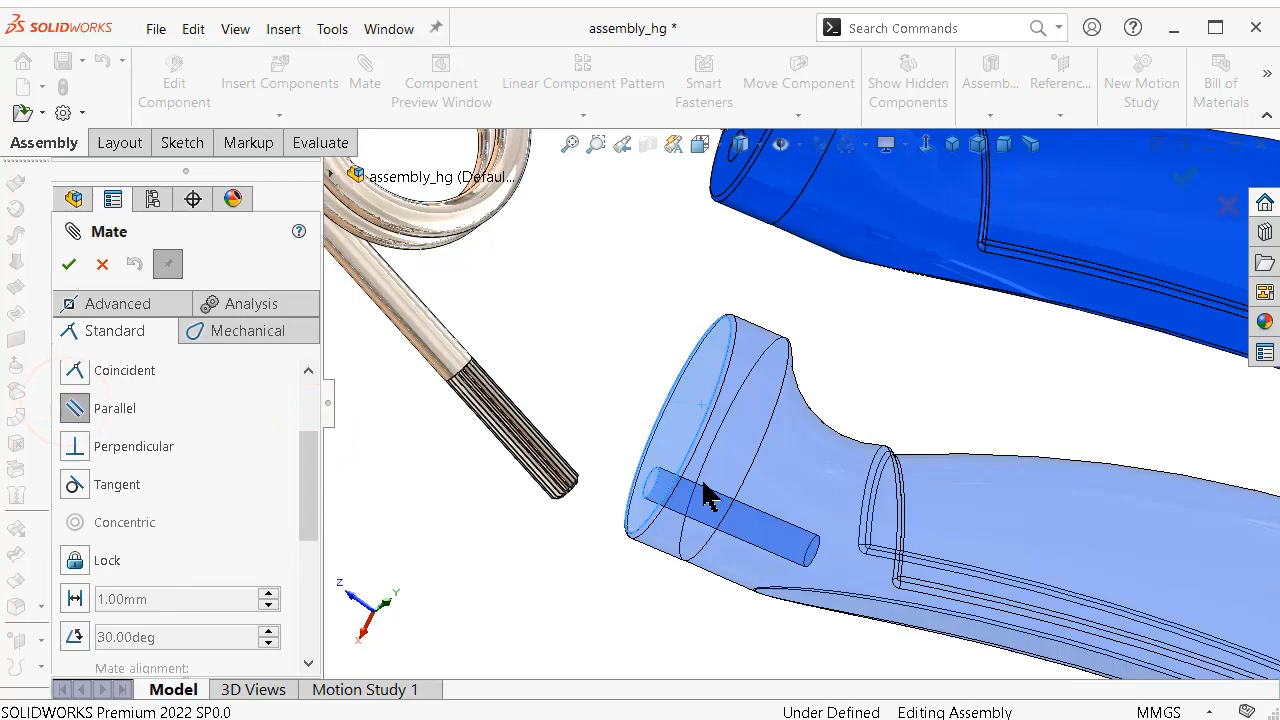 SOLIDWORKS
File Edit View Insert Tools Window
assembly_hg *
Search Commands
Edit Component
Insert Components
Mate
Component Preview Window
Linear Component Pattern
Smart Fasteners
Move Component
Show Hidden Components
Assemb...
Referenc...
New Motion Study
Bill of Materials
Assembly Layout Sketch Markup Evaluate
assembly_hg (Defaul...
Mate
Advanced Analysis
Standard Mechanical
Coincident
Parallel
Perpendicular
Tangent
Concentric
Lock
1.00mm
30.00deg
Mate alignment:
Z
Y
X
Model 3D Views Motion Study 1
SOLIDWORKS Premium 2022 SP0.0
Under Defined Editing Assembly MMGS